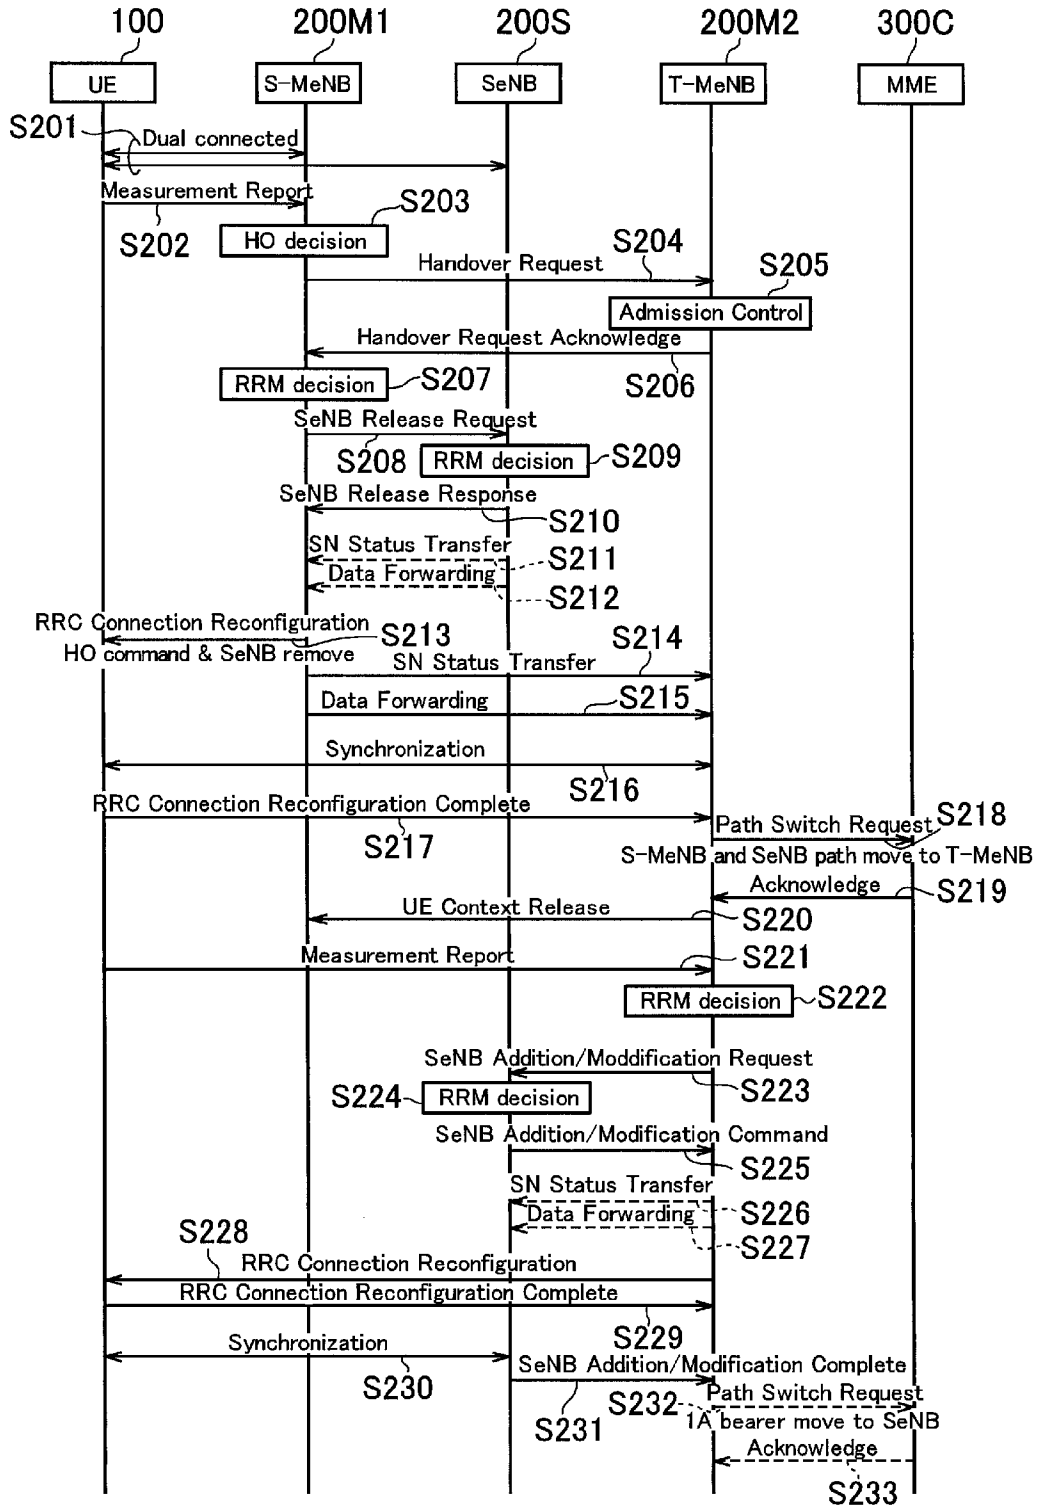 100 200M1 200S 200M2 300C
UE S-MeNB SeNB T-MeNB MME
S201
Dual connected
Measurement Report
S202
S203
HO decision
S204
Handover Request
S205
Admission Control
Handover Request Acknowledge
S206
RRM decision S207
SeNB Release Request
S208
RRM decision S209
SeNB Release Response
S210
SN Status Transfer
S211
Data Forwarding
S212
RRC Connection Reconfiguration
S213
HO command & SeNB remove
S214
SN Status Transfer
Data Forwarding S215
Synchronization
S216
RRC Connection Reconfiguration Complete
S217
Path Switch Request S218
S-MeNB and SeNB path move to T-MeNB
Acknowledge S219
UE Context Release
S220
Measurement Report S221
RRM decision S222
SeNB Addition/Moddification Request
S223
S224 RRM decision
SeNB Addition/Modification Command
S225
SN Status Transfer
S226
Data Forwarding
S227
S228
RRC Connection Reconfiguration
RRC Connection Reconfiguration Complete
S229
Synchronization
S230
SeNB Addition/Modification Complete
S231
Path Switch Request
S232
1A bearer move to SeNB
Acknowledge
S233